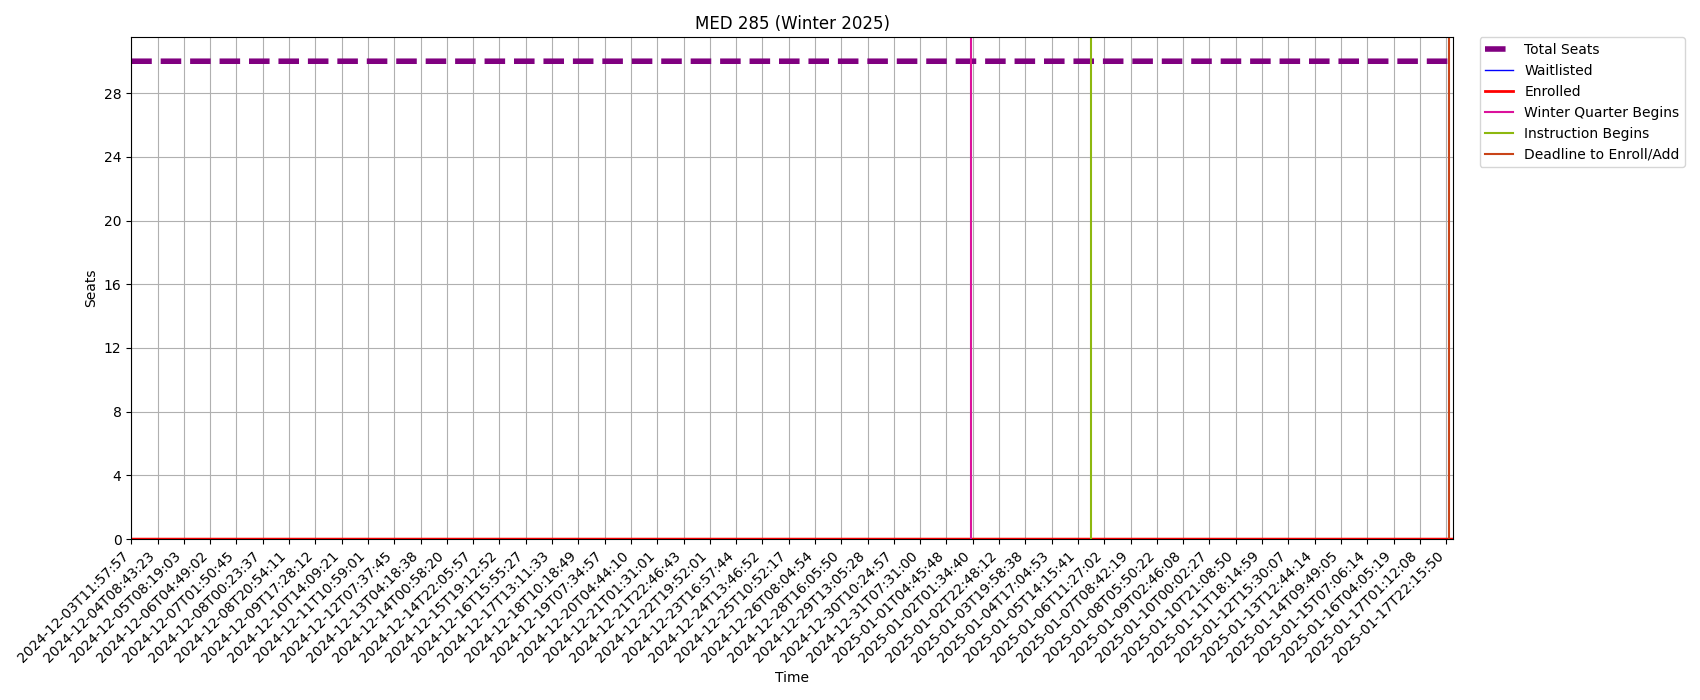 MED 285 (Winter 2025)
Total Seats
Waitlisted
Enrolled
Winter Quarter Begins
Instruction Begins
Deadline to Enroll/Add
Seats
28
24
20
16
12
8
4
0
2024-12-03T11:57:57
2024-12-04T08:43:23
2024-12-05T08:19:03
2024-12-06T04:49:02
2024-12-07T01:50:45
2024-12-08T00:23:37
2024-12-08T20:54:11
2024-12-09T17:28:12
2024-12-10T14:09:21
2024-12-11T10:59:01
2024-12-12T07:37:45
2024-12-13T04:18:38
2024-12-14T00:58:20
2024-12-14T22:05:57
2024-12-15T19:12:52
2024-12-16T15:55:27
2024-12-17T13:11:33
2024-12-18T10:18:49
2024-12-19T07:34:57
2024-12-20T04:44:10
2024-12-21T01:31:01
2024-12-21T22:46:43
2024-12-22T19:52:01
2024-12-23T16:57:44
2024-12-24T13:46:52
2024-12-25T10:52:17
2024-12-26T08:04:54
2024-12-28T16:05:50
2024-12-29T13:05:28
2024-12-30T10:24:57
2024-12-31T07:31:00
2025-01-01T04:45:48
2025-01-02T01:34:40
2025-01-02T22:48:12
2025-01-03T19:58:38
2025-01-04T17:04:53
2025-01-05T14:15:41
2025-01-06T11:27:02
2025-01-07T08:42:19
2025-01-08T05:50:22
2025-01-09T02:46:08
2025-01-10T00:02:27
2025-01-10T21:08:50
2025-01-11T18:14:59
2025-01-12T15:30:07
2025-01-13T12:44:14
2025-01-14T09:49:05
2025-01-15T07:06:14
2025-01-16T04:05:19
2025-01-17T01:12:08
2025-01-17T22:15:50
Time